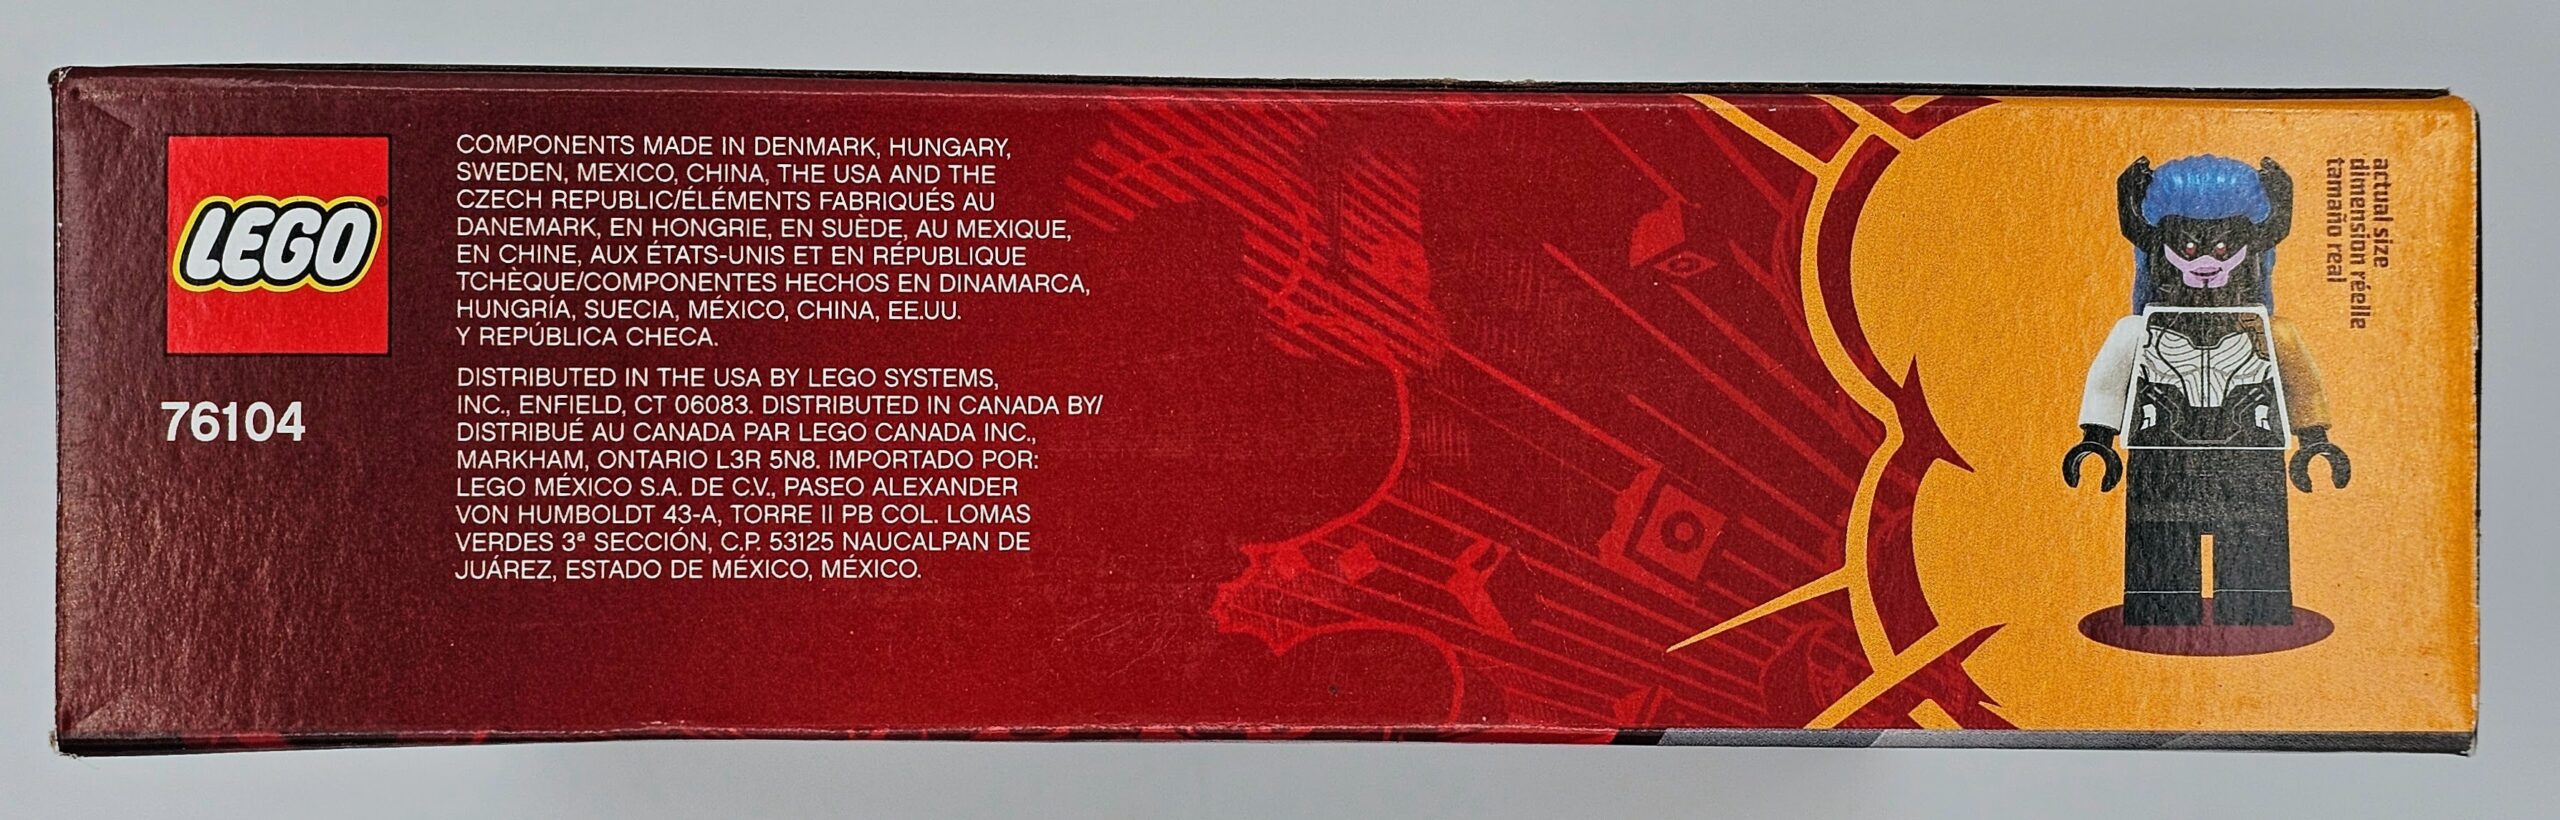 LEGO®
76104
COMPONENTS MADE IN DENMARK, HUNGARY,
SWEDEN, MEXICO, CHINA, THE USA AND THE
CZECH REPUBLIC/ÉLÉMENTS FABRIQUÉS AU
DANEMARK, EN HONGRIE, EN SUÈDE, AU MEXIQUE,
EN CHINE, AUX ÉTATS-UNIS ET EN RÉPUBLIQUE
TCHÈQUE/COMPONENTES HECHOS EN DINAMARCA,
HUNGRÍA, SUECIA, MÉXICO, CHINA, EE.UU.
Y REPÚBLICA CHECA.
DISTRIBUTED IN THE USA BY LEGO SYSTEMS,
INC., ENFIELD, CT 06083. DISTRIBUTED IN CANADA BY/
DISTRIBUÉ AU CANADA PAR LEGO CANADA INC.,
MARKHAM, ONTARIO L3R 5N8. IMPORTADO POR:
LEGO MÉXICO S.A. DE C.V., PASEO ALEXANDER
VON HUMBOLDT 43-A, TORRE II PB COL. LOMAS
VERDES 3ª SECCIÓN, C.P. 53125 NAUCALPAN DE
JUÁREZ, ESTADO DE MÉXICO, MÉXICO.
actual size
dimension réelle
tamaño real